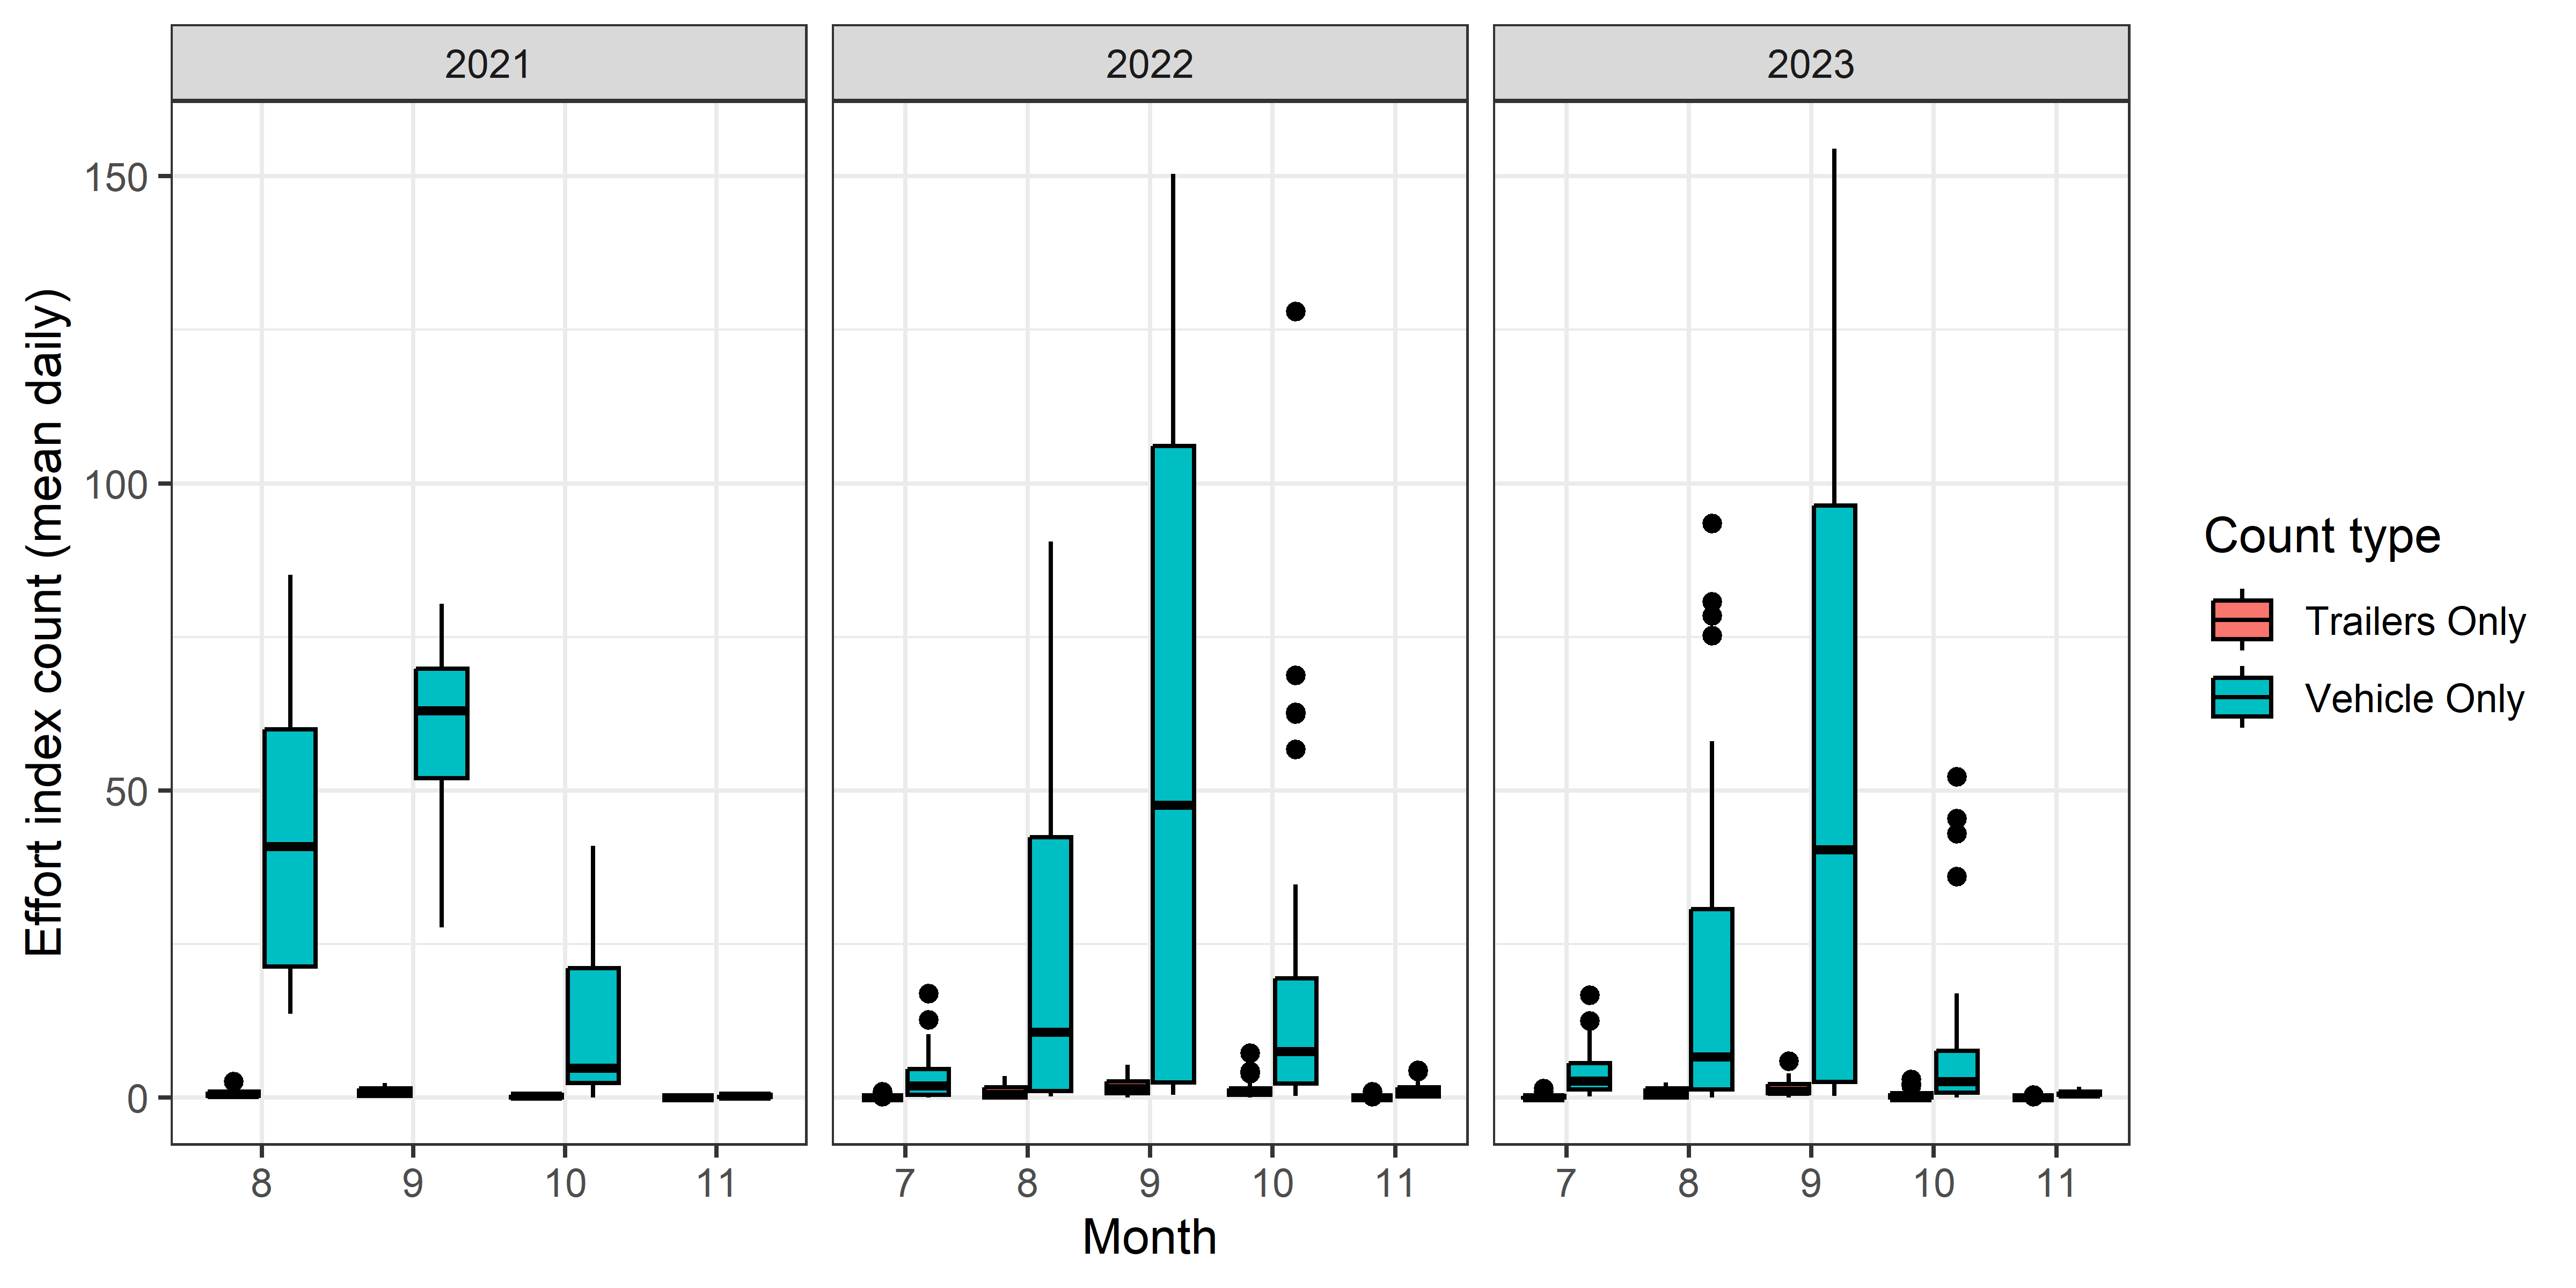 2021 2022 2023
Effort index count (mean daily)
150
100
50
0
8 9 10 11 7 8 9 10 11 7 8 9 10 11
Month
Count type
Trailers Only
Vehicle Only